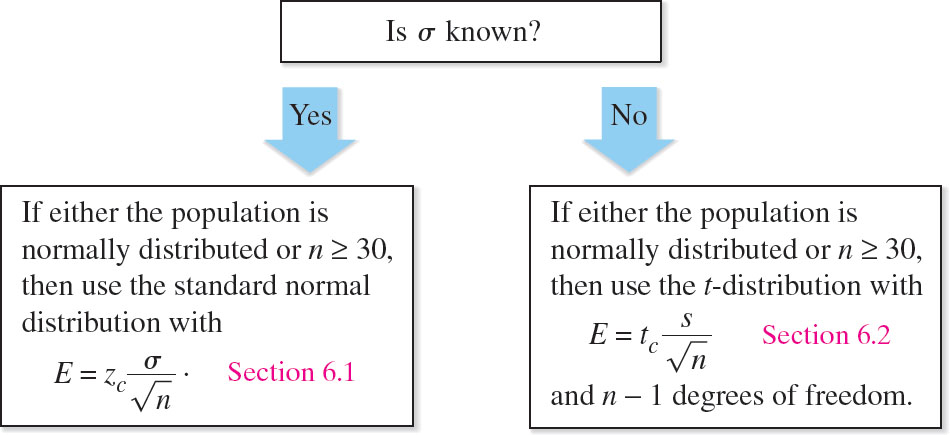 Is σ known?
Yes
No
If either the population is
normally distributed or n ≥ 30,
then use the standard normal
distribution with
E = z_c σ/√n · Section 6.1
If either the population is
normally distributed or n ≥ 30,
then use the t-distribution with
E = t_c s/√n Section 6.2
and n − 1 degrees of freedom.